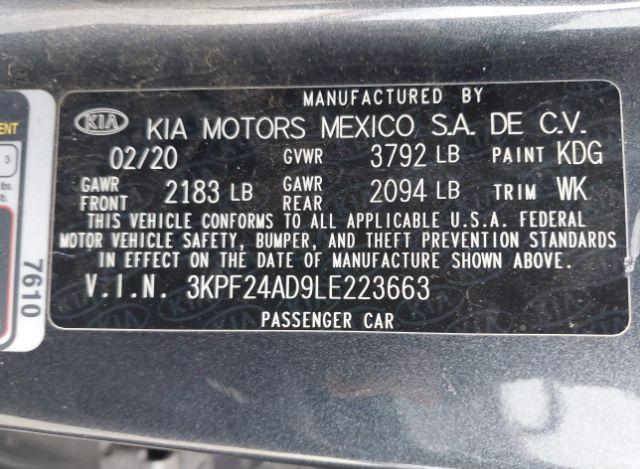 MANUFACTURED BY
KIA KIA MOTORS MEXICO S.A. DE C.V.
02/20 GVWR 3792 LB PAINT KDG
GAWR FRONT 2183 LB GAWR REAR 2094 LB TRIM WK
THIS VEHICLE CONFORMS TO ALL APPLICABLE U.S.A. FEDERAL
MOTOR VEHICLE SAFETY, BUMPER, AND THEFT PREVENTION STANDARDS
IN EFFECT ON THE DATE OF MANUFACTURE SHOWN ABOVE.
V.I.N. 3KPF24AD9LE223663
PASSENGER CAR
3
7610